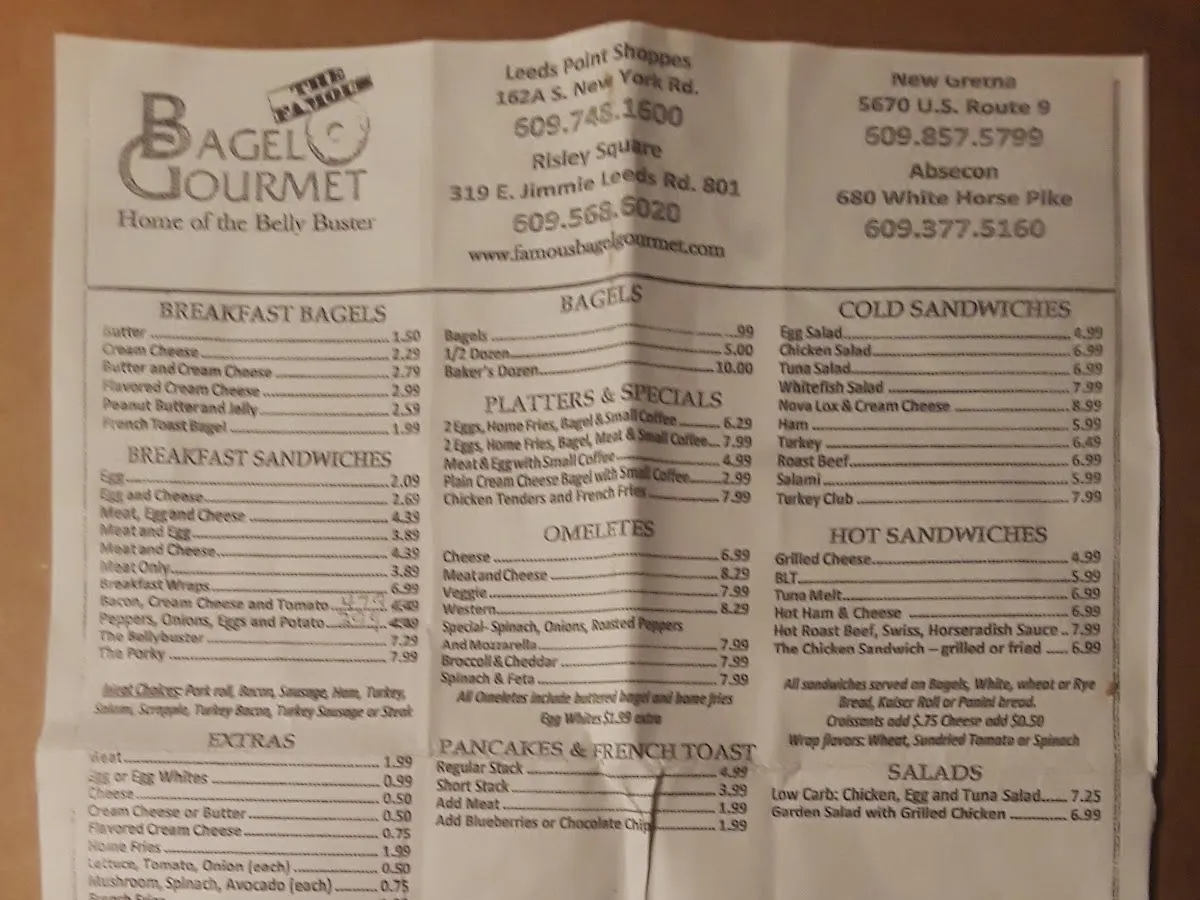 THE FAMOUS
BAGEL
GOURMET
Home of the Belly Buster
Leeds Point Shoppes
162A S. New York Rd.
609.748.1600
Risley Square
319 E. Jimmie Leeds Rd. 801
609.568.6020
www.famousbagelgourmet.com
New Gretna
5670 U.S. Route 9
609.857.5799
Absecon
680 White Horse Pike
609.377.5160
BREAKFAST BAGELS
Butter 1.50
Cream Cheese 2.29
Butter and Cream Cheese 2.79
Flavored Cream Cheese 2.99
Peanut Butter and Jelly 2.59
French Toast Bagel 1.99
BREAKFAST SANDWICHES
Egg 2.09
Egg and Cheese 2.69
Meat, Egg and Cheese 4.39
Meat and Egg 3.89
Meat and Cheese 4.39
Meat Only 3.89
Breakfast Wraps 6.99
Bacon, Cream Cheese and Tomato
Peppers, Onions, Eggs and Potato
The Bellybuster 7.29
The Porky 7.99
Meat Choices: Pork roll, Bacon, Sausage, Ham, Turkey,
Salami, Scrapple, Turkey Bacon, Turkey Sausage or Steak
EXTRAS
Meat 1.99
Egg or Egg Whites 0.99
Cheese 0.50
Cream Cheese or Butter 0.50
Flavored Cream Cheese 0.75
Home Fries 1.99
Lettuce, Tomato, Onion (each) 0.50
Mushroom, Spinach, Avocado (each) 0.75
French Fries
BAGELS
Bagels .99
1/2 Dozen 5.00
Baker's Dozen 10.00
PLATTERS & SPECIALS
2 Eggs, Home Fries, Bagel & Small Coffee 6.29
2 Eggs, Home Fries, Bagel, Meat & Small Coffee 7.99
Meat & Egg with Small Coffee 4.99
Plain Cream Cheese Bagel with Small Coffee 2.99
Chicken Tenders and French Fries 7.99
OMELETES
Cheese 6.99
Meat and Cheese 8.29
Veggie 7.99
Western 8.29
Special- Spinach, Onions, Roasted Peppers
And Mozzarella 7.99
Broccoli & Cheddar 7.99
Spinach & Feta 7.99
All Omeletes include buttered bagel and home fries
Egg Whites $1.99 extra
PANCAKES & FRENCH TOAST
Regular Stack 4.99
Short Stack 3.99
Add Meat 1.99
Add Blueberries or Chocolate Chip 1.99
COLD SANDWICHES
Egg Salad 4.99
Chicken Salad 6.99
Tuna Salad 6.99
Whitefish Salad 7.99
Nova Lox & Cream Cheese 8.99
Ham 5.99
Turkey 6.49
Roast Beef 6.99
Salami 5.99
Turkey Club 7.99
HOT SANDWICHES
Grilled Cheese 4.99
BLT 5.99
Tuna Melt 6.99
Hot Ham & Cheese 6.99
Hot Roast Beef, Swiss, Horseradish Sauce 7.99
The Chicken Sandwich – grilled or fried 6.99
All sandwiches served on Bagels, White, wheat or Rye
Bread, Kaiser Roll or Panini bread.
Croissants add $.75 Cheese add $0.50
Wrap flavors: Wheat, Sundried Tomato or Spinach
SALADS
Low Carb: Chicken, Egg and Tuna Salad 7.25
Garden Salad with Grilled Chicken 6.99